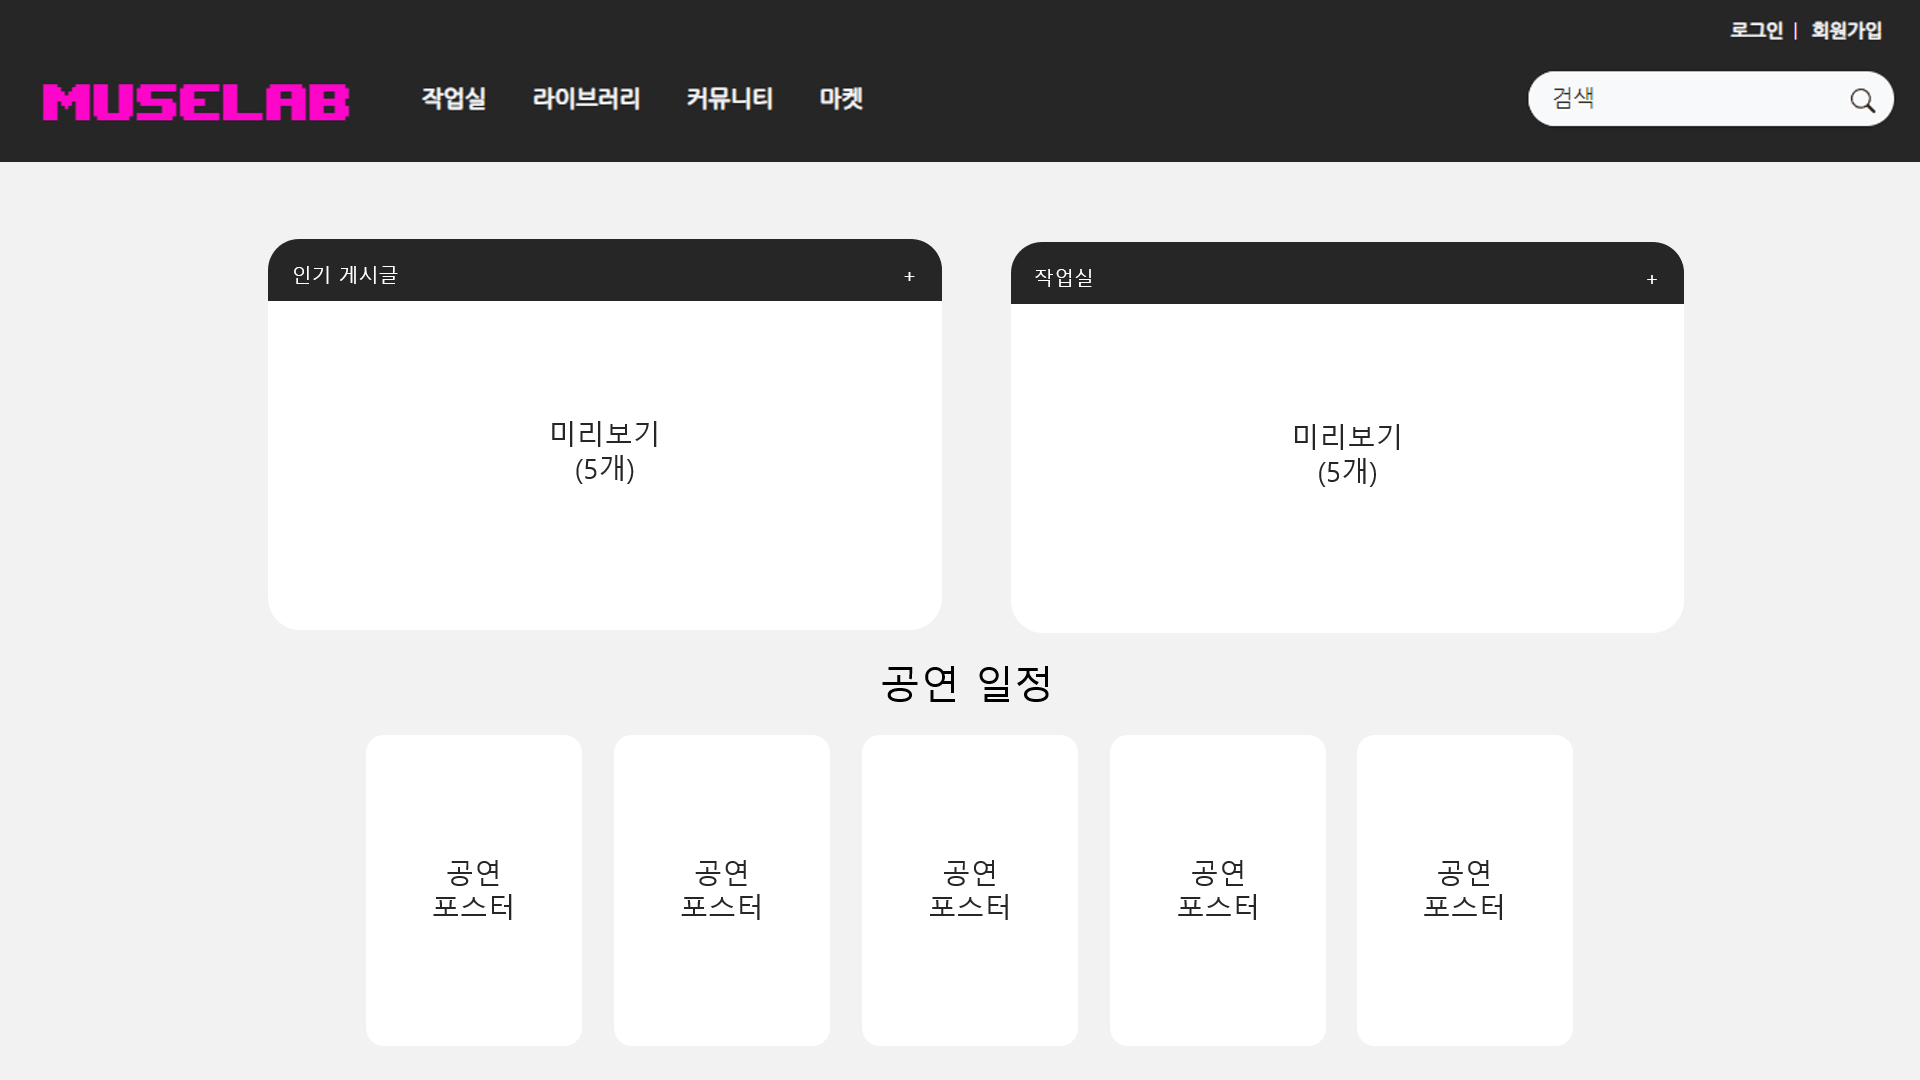 로그인 | 회원가입
MUSELAB
작업실 라이브러리 커뮤니티 마켓
검색
인기 게시글 +
미리보기
(5개)
작업실 +
미리보기
(5개)
공연 일정
공연
포스터
공연
포스터
공연
포스터
공연
포스터
공연
포스터